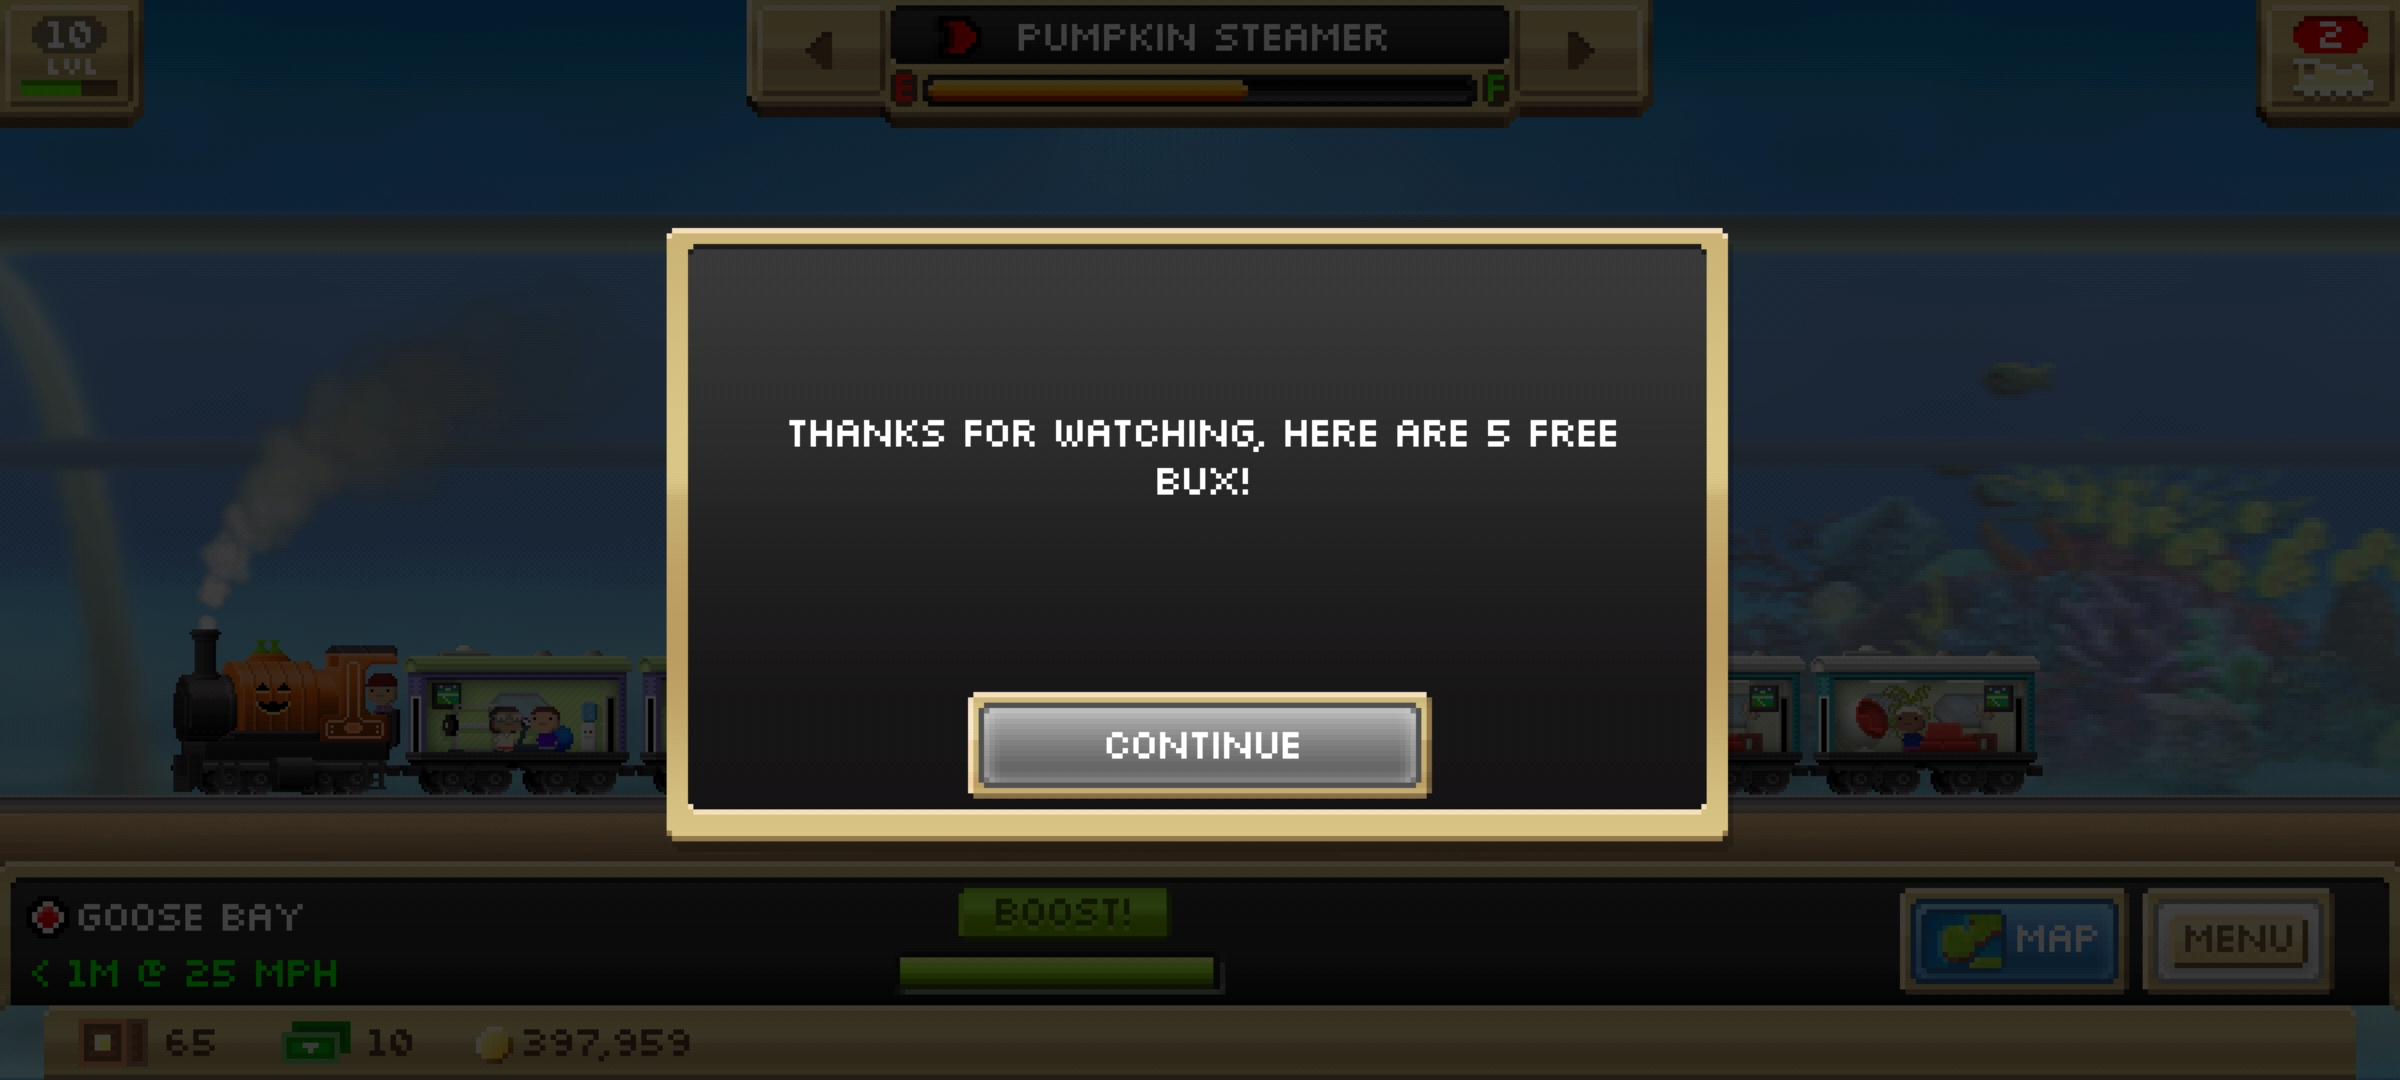 10
LVL
PUMPKIN STEAMER
E F
2
THANKS FOR WATCHING, HERE ARE 5 FREE
BUX!
CONTINUE
GOOSE BAY
< 1M @ 25 MPH
BOOST!
MAP
MENU
65 10 397,959